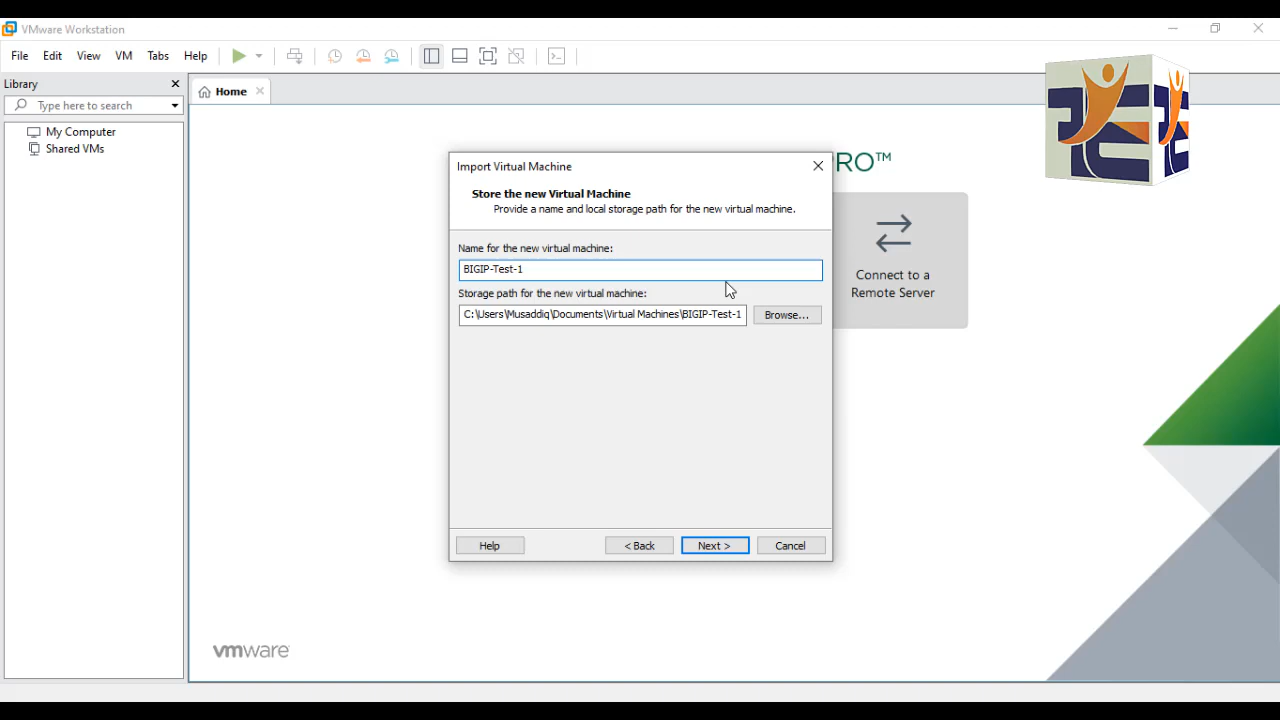 VMware Workstation
File Edit View VM Tabs Help
Library
Type here to search
Home
My Computer
Shared VMs
PRO™
Import Virtual Machine
Store the new Virtual Machine
Provide a name and local storage path for the new virtual machine.
Name for the new virtual machine:
BIGIP-Test-1
Storage path for the new virtual machine:
C:\Users\Musaddiq\Documents\Virtual Machines\BIGIP-Test-1
Browse...
Connect to a
Remote Server
Help
< Back
Next >
Cancel
vmware